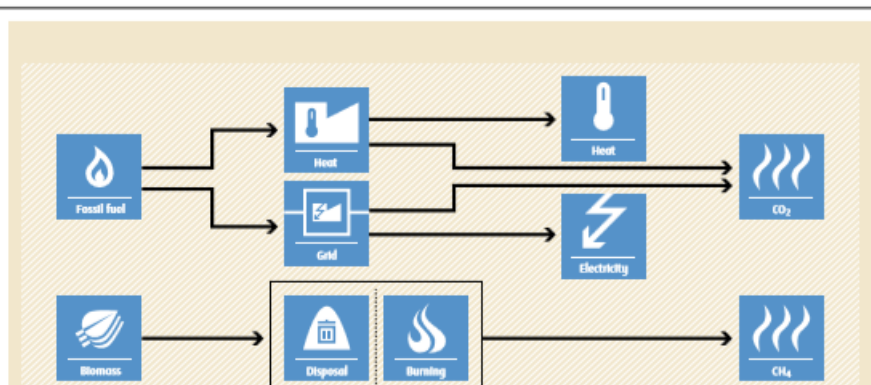 Heat
Heat
Fossil fuel
CO₂
Grid
Electricity
Biomass
Disposal
Burning
CH₄